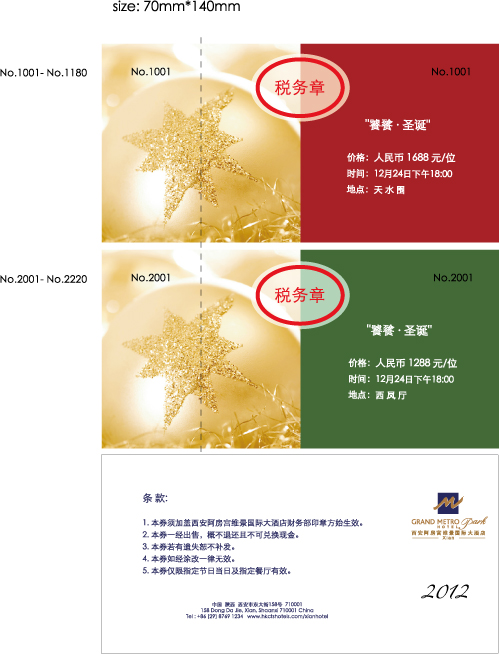 size: 70mm*140mm
No.1001- No.1180
No.1001
No.1001
税务章
"饕餮 · 圣诞"
价格：人民币 1688 元/位
时间：12月24日下午18:00
地点：天 水 围
No.2001- No.2220
No.2001
No.2001
税务章
"饕餮 · 圣诞"
价格：人民币 1288 元/位
时间：12月24日下午18:00
地点：西 凤 厅
条 款:
1. 本券须加盖西安阿房宫维景国际大酒店财务部印章方始生效。
2. 本券一经出售，概不退还且不可兑换现金。
3. 本券若有遗失恕不补发。
4. 本券如经涂改一律无效。
5. 本券仅限指定节日当日及指定餐厅有效。
GRAND METRO Park
HOTEL
西安阿房宫维景国际大酒店
Xian
2012
中国 陕西 西安市东大街158号 710001
158 Dong Da Jie, Xian, Shaanxi 710001 China
Tel : +86 (29) 8769 1234 www.hkctshotels.com/xianhotel